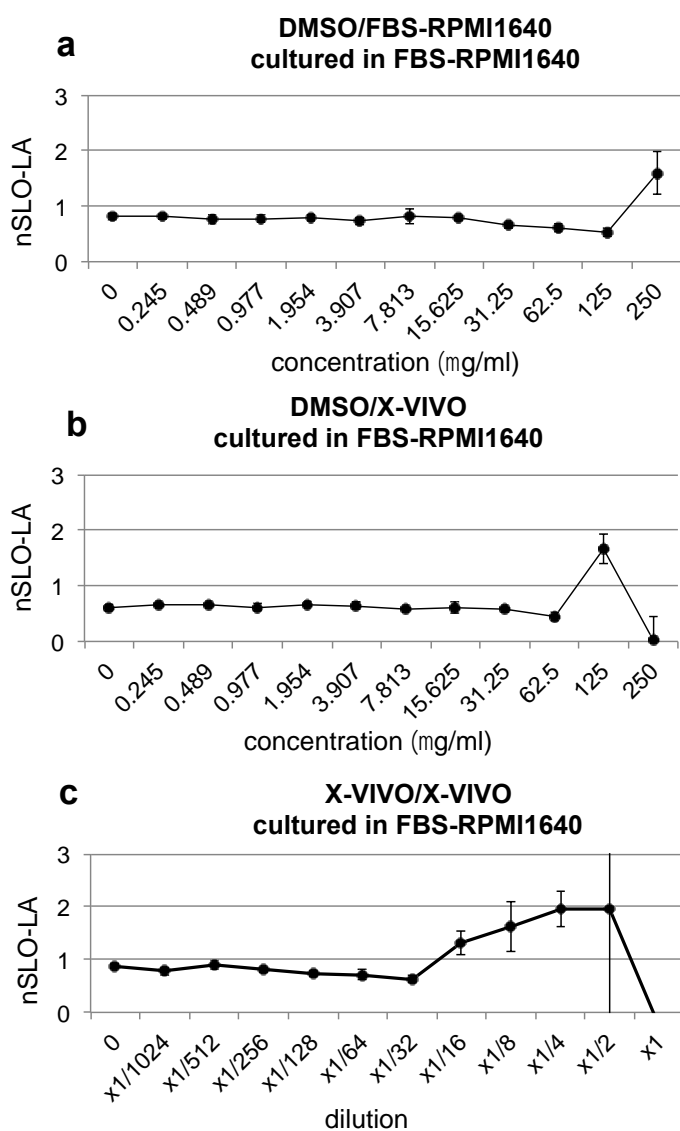 a
DMSO/FBS-RPMI1640
cultured in FBS-RPMI1640
nSLO-LA
3
2
1
0
0 0.245 0.489 0.977 1.954 3.907 7.813 15.625 31.25 62.5 125 250
concentration (mg/ml)
b
DMSO/X-VIVO
cultured in FBS-RPMI1640
nSLO-LA
3
2
1
0
0 0.245 0.489 0.977 1.954 3.907 7.813 15.625 31.25 62.5 125 250
concentration (mg/ml)
c
X-VIVO/X-VIVO
cultured in FBS-RPMI1640
nSLO-LA
3
2
1
0
0 x1/1024 x1/512 x1/256 x1/128 x1/64 x1/32 x1/16 x1/8 x1/4 x1/2 x1
dilution